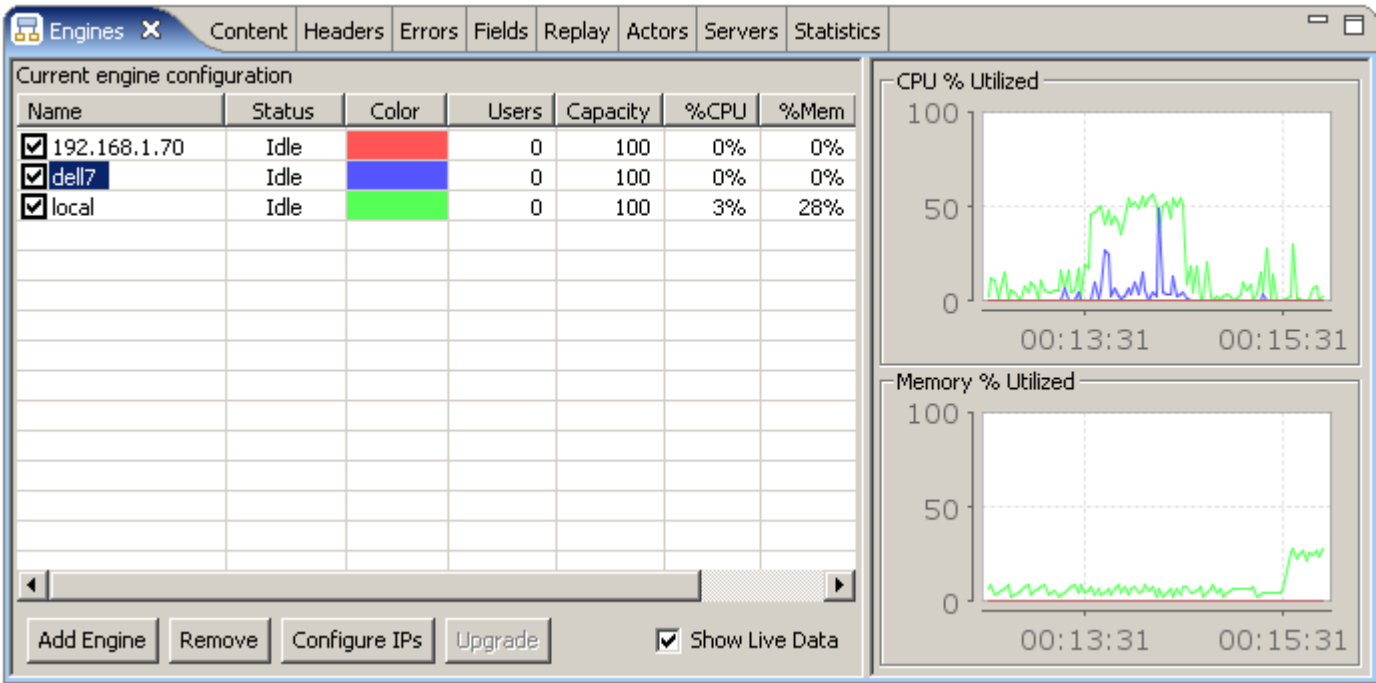 Engines Content Headers Errors Fields Replay Actors Servers Statistics
Current engine configuration
Name Status Color Users Capacity %CPU %Mem
192.168.1.70 Idle 0 100 0% 0%
dell7 Idle 0 100 0% 0%
local Idle 0 100 3% 28%
Add Engine Remove Configure IPs Upgrade Show Live Data
CPU % Utilized
100
50
0
00:13:31 00:15:31
Memory % Utilized
100
50
0
00:13:31 00:15:31